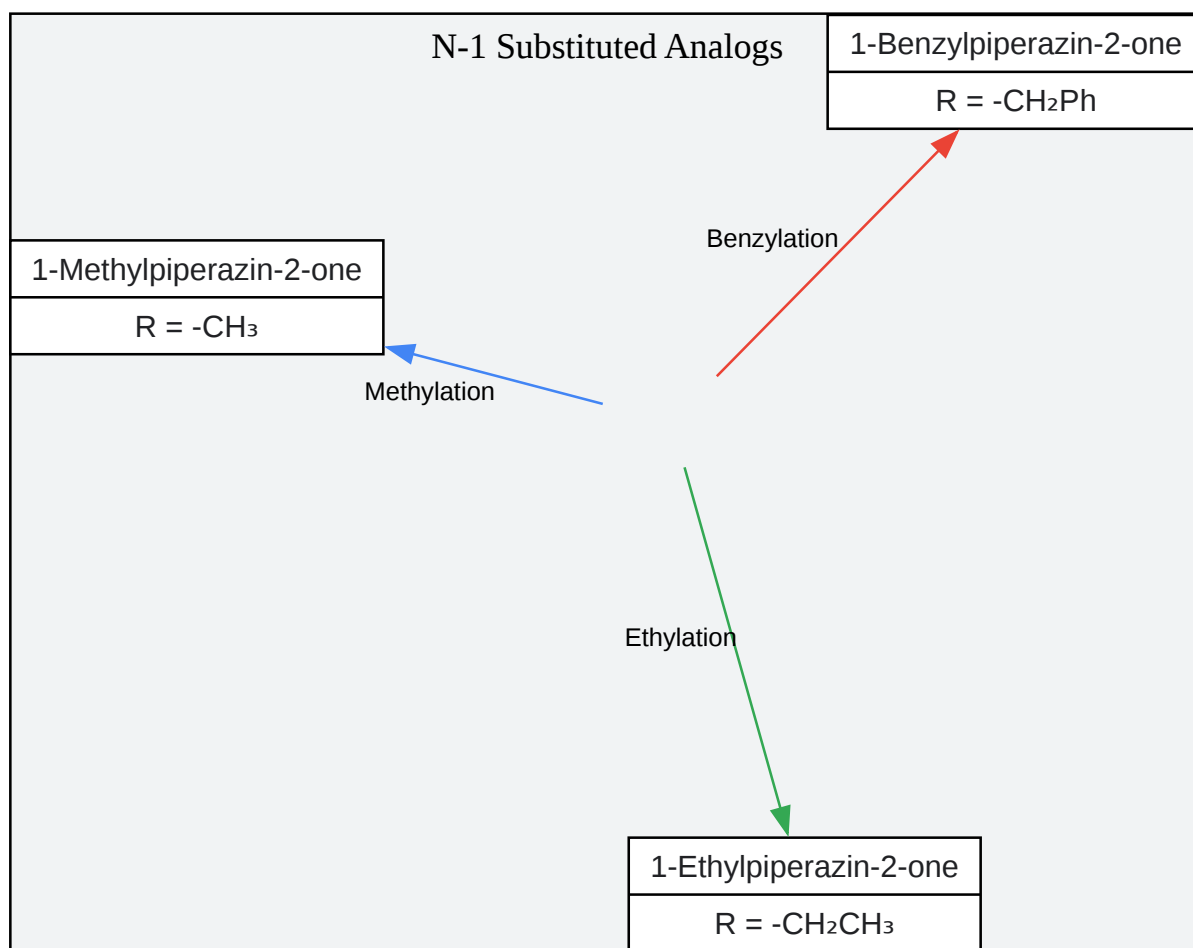 N-1 Substituted Analogs
1-Benzylpiperazin-2-one
R = -CH₂Ph
Benzylation
1-Methylpiperazin-2-one
R = -CH₃
Methylation
Ethylation
1-Ethylpiperazin-2-one
R = -CH₂CH₃